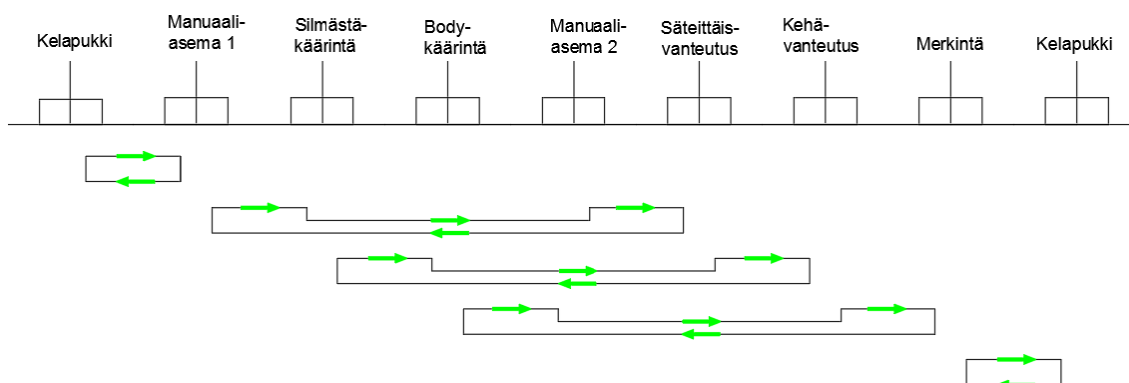 Kelapukki
Manuaali-
asema 1
Silmästä-
käärintä
Body-
käärintä
Manuaali-
asema 2
Säteittäis-
vanteutus
Kehä-
vanteutus
Merkintä
Kelapukki